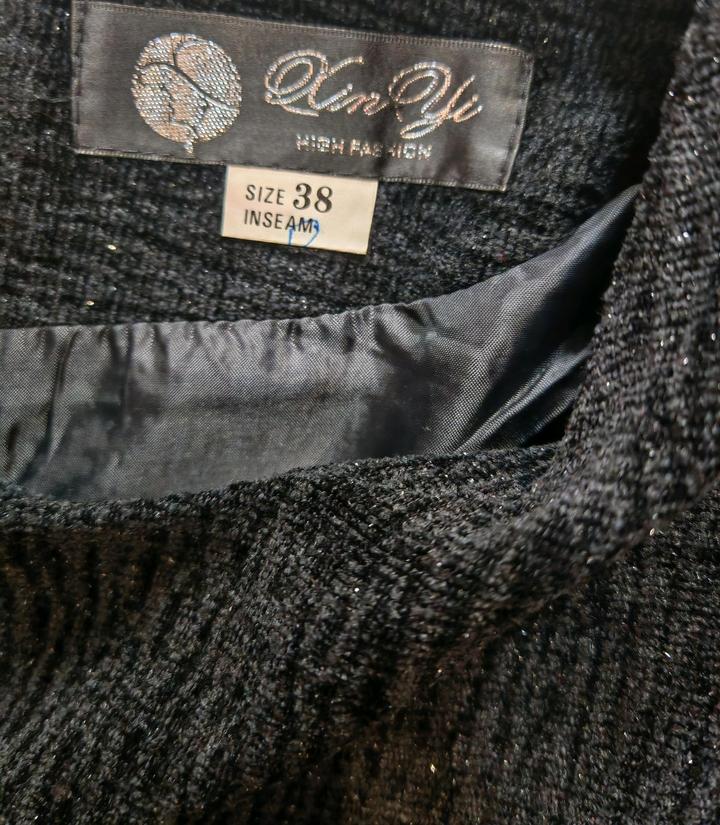 Xin Yi
HIGH FASHION
SIZE 38
INSEAM